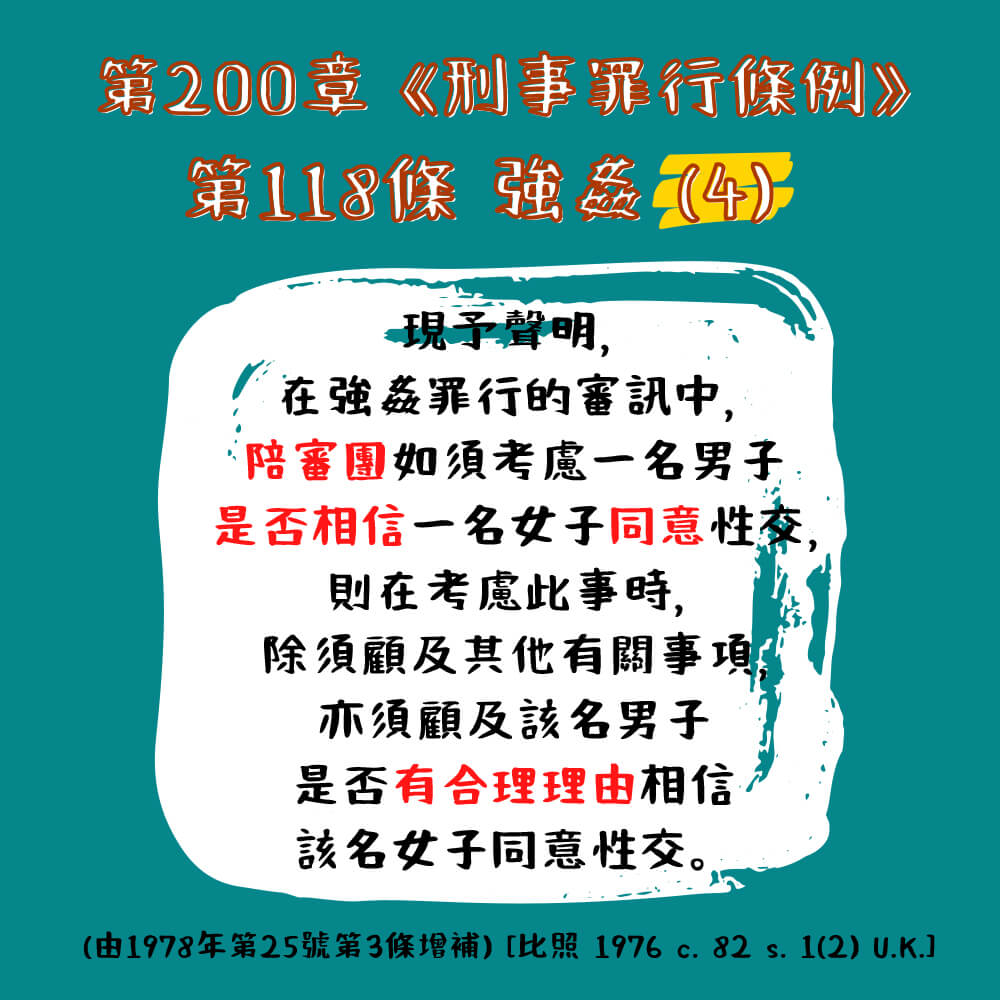 第200章《刑事罪行條例》
第118條 強姦 (4)
現予聲明,
在強姦罪行的審訊中,
陪審團如須考慮一名男子
是否相信一名女子同意性交,
則在考慮此事時,
除須顧及其他有關事項,
亦須顧及該名男子
是否有合理理由相信
該名女子同意性交。
(由1978年第25號第3條增補) [比照 1976 c. 82 s. 1(2) U.K.]